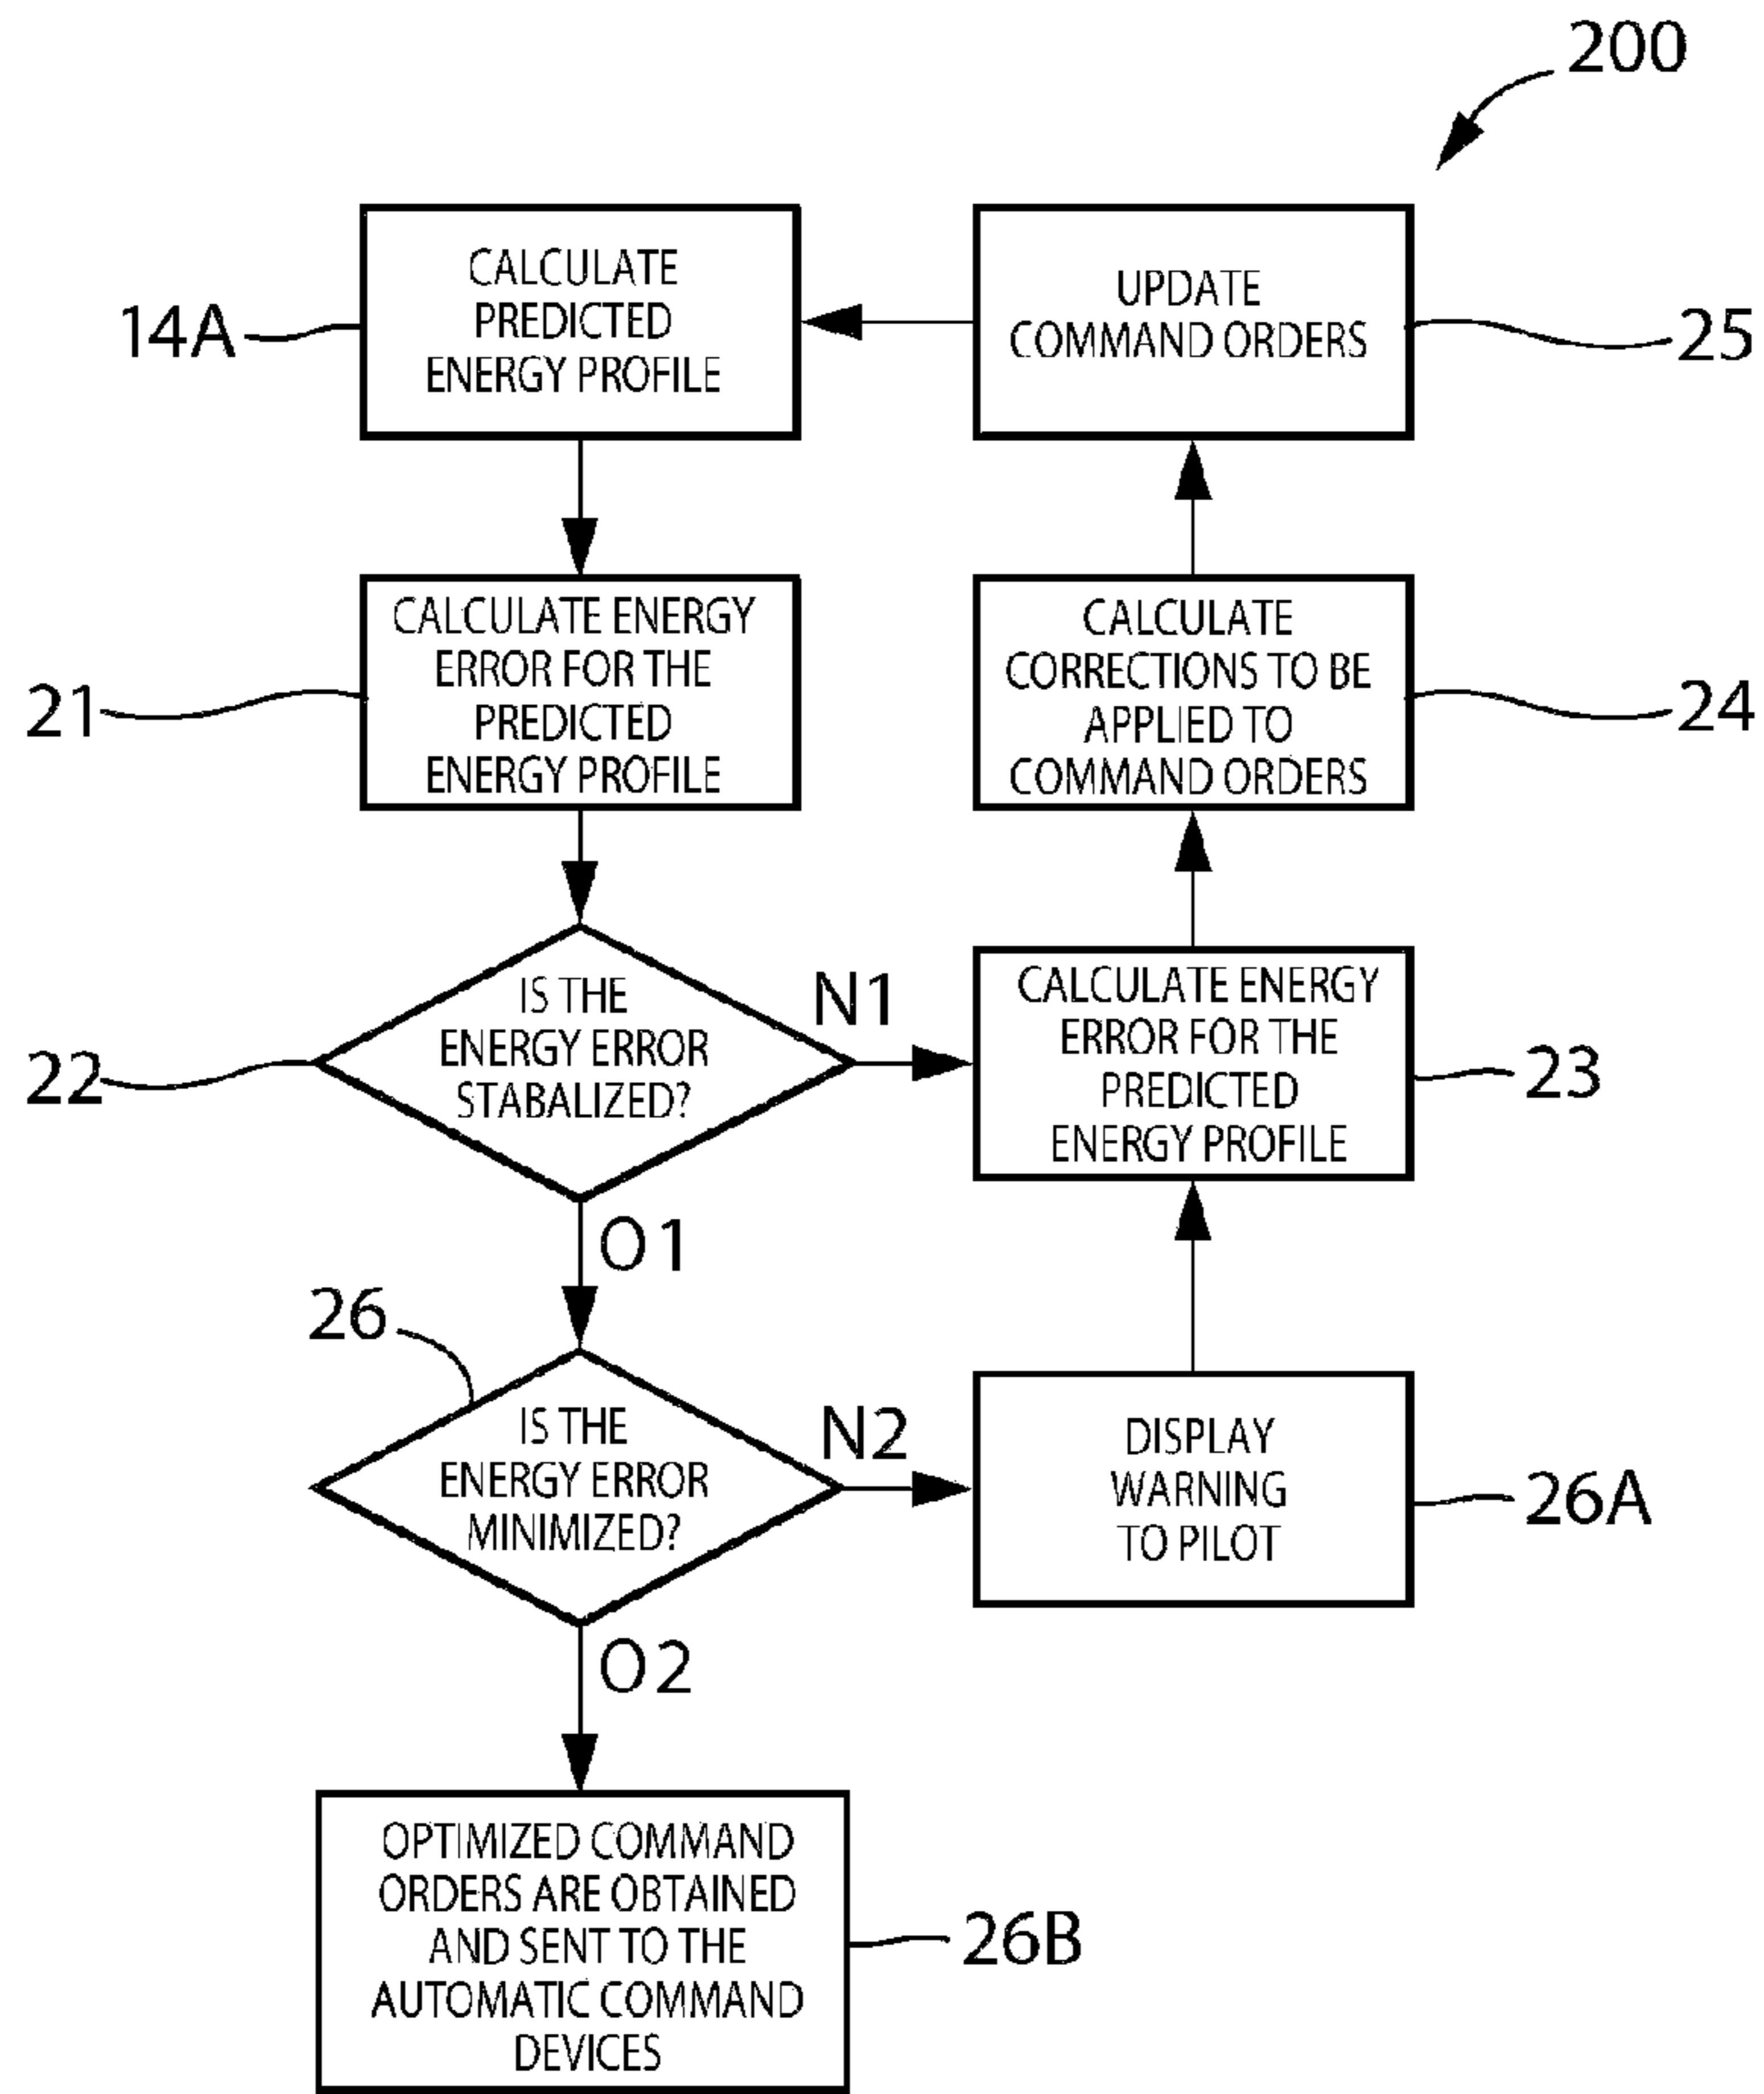 200
CALCULATE
PREDICTED
ENERGY PROFILE
14A
UPDATE
COMMAND ORDERS
25
CALCULATE ENERGY
ERROR FOR THE
PREDICTED
ENERGY PROFILE
21
CALCULATE
CORRECTIONS TO BE
APPLIED TO
COMMAND ORDERS
24
IS THE
ENERGY ERROR
STABALIZED?
22
N1
O1
CALCULATE ENERGY
ERROR FOR THE
PREDICTED
ENERGY PROFILE
23
26
IS THE
ENERGY ERROR
MINIMIZED?
N2
O2
DISPLAY
WARNING
TO PILOT
26A
OPTIMIZED COMMAND
ORDERS ARE OBTAINED
AND SENT TO THE
AUTOMATIC COMMAND
DEVICES
26B